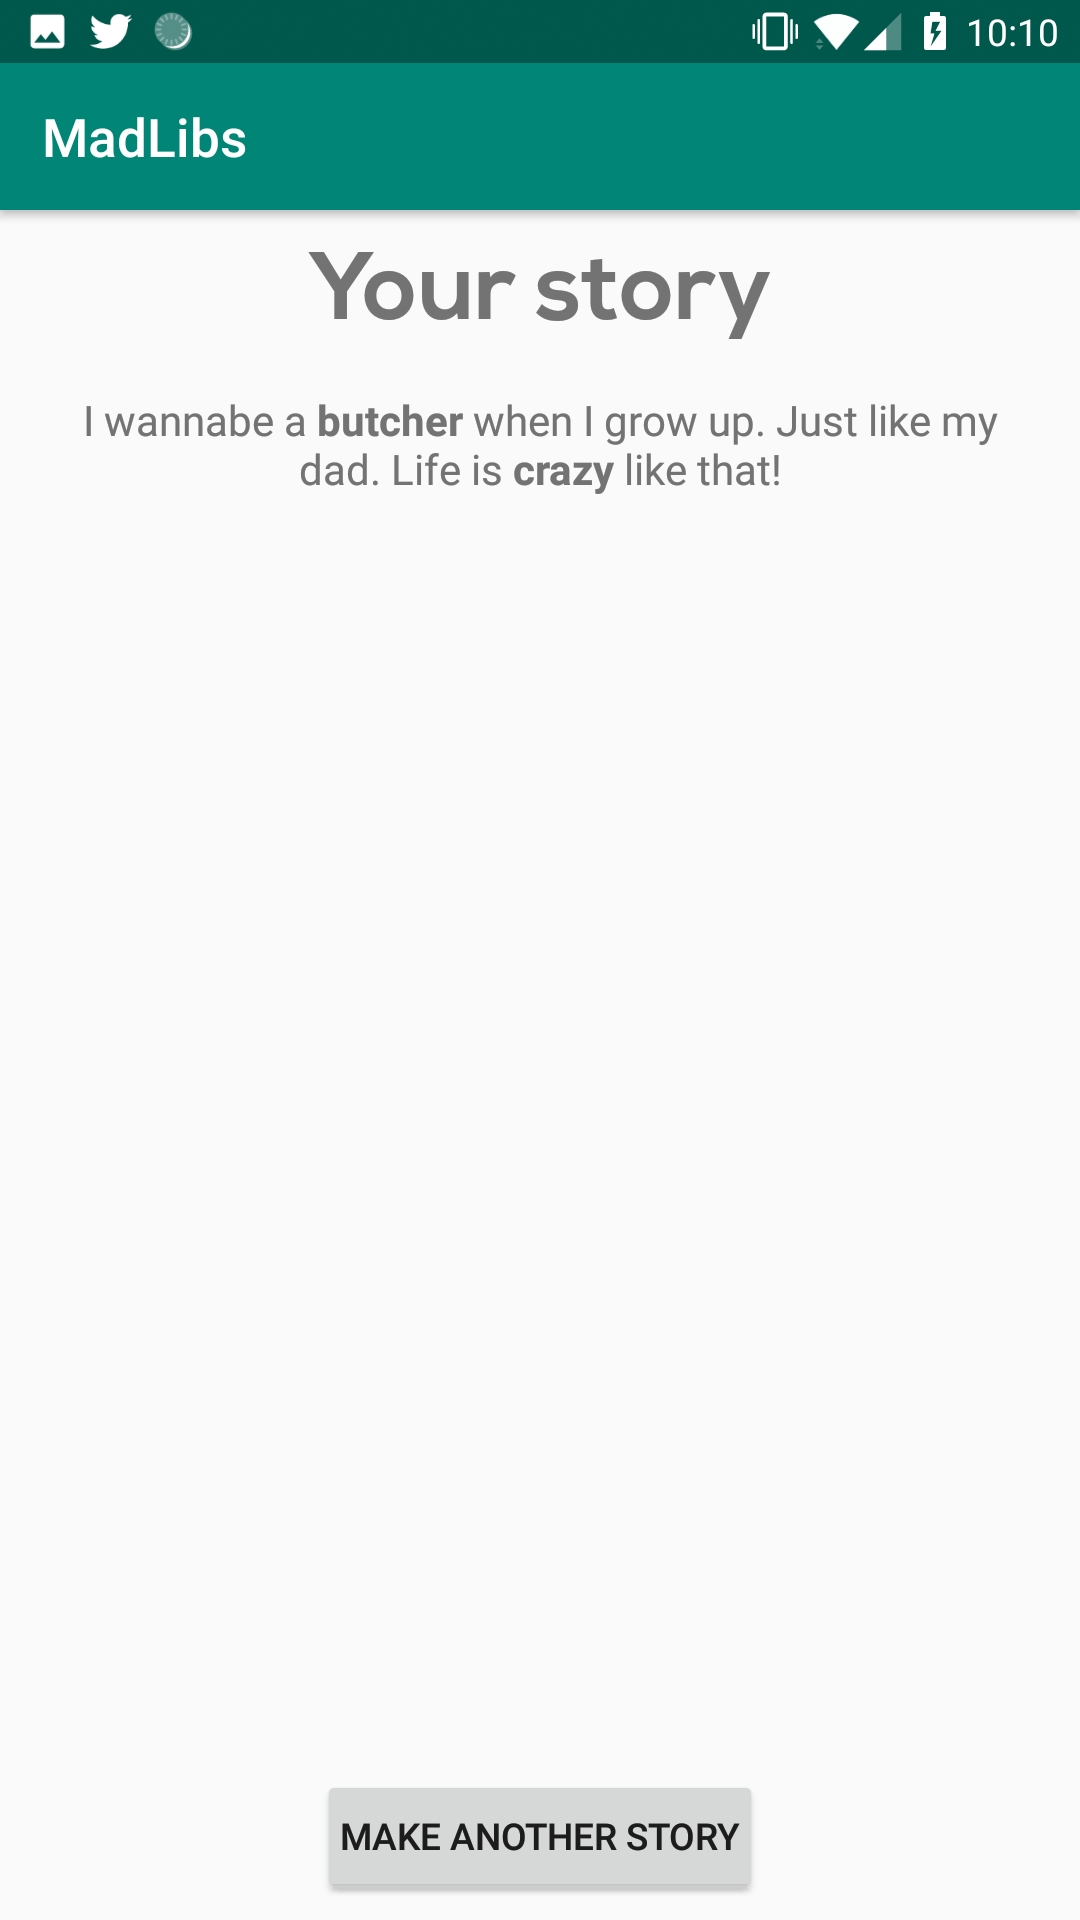 10:10
MadLibs
Your story
I wannabe a butcher when I grow up. Just like my
dad. Life is crazy like that!
MAKE ANOTHER STORY